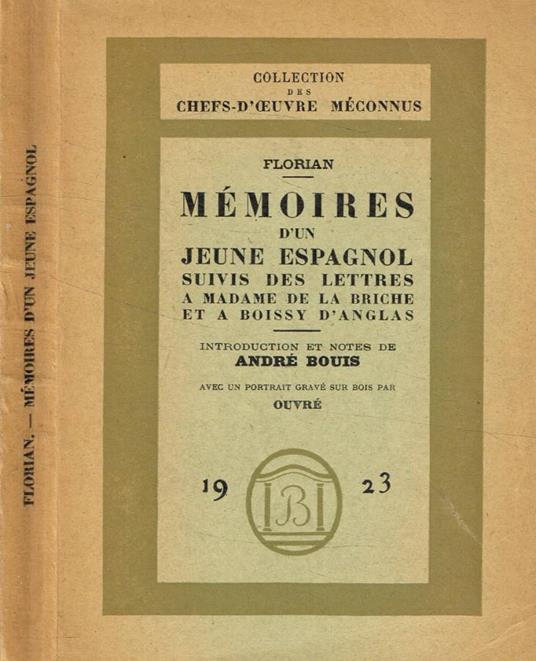 FLORIAN. — MÉMOIRES D'UN JEUNE ESPAGNOL
COLLECTION
DES
CHEFS-D'ŒUVRE MÉCONNUS
FLORIAN
MÉMOIRES
D'UN
JEUNE ESPAGNOL
SUIVIS DES LETTRES
A MADAME DE LA BRICHE
ET A BOISSY D'ANGLAS
INTRODUCTION ET NOTES DE
ANDRÉ BOUIS
AVEC UN PORTRAIT GRAVÉ SUR BOIS PAR
OUVRÉ
19 23
B